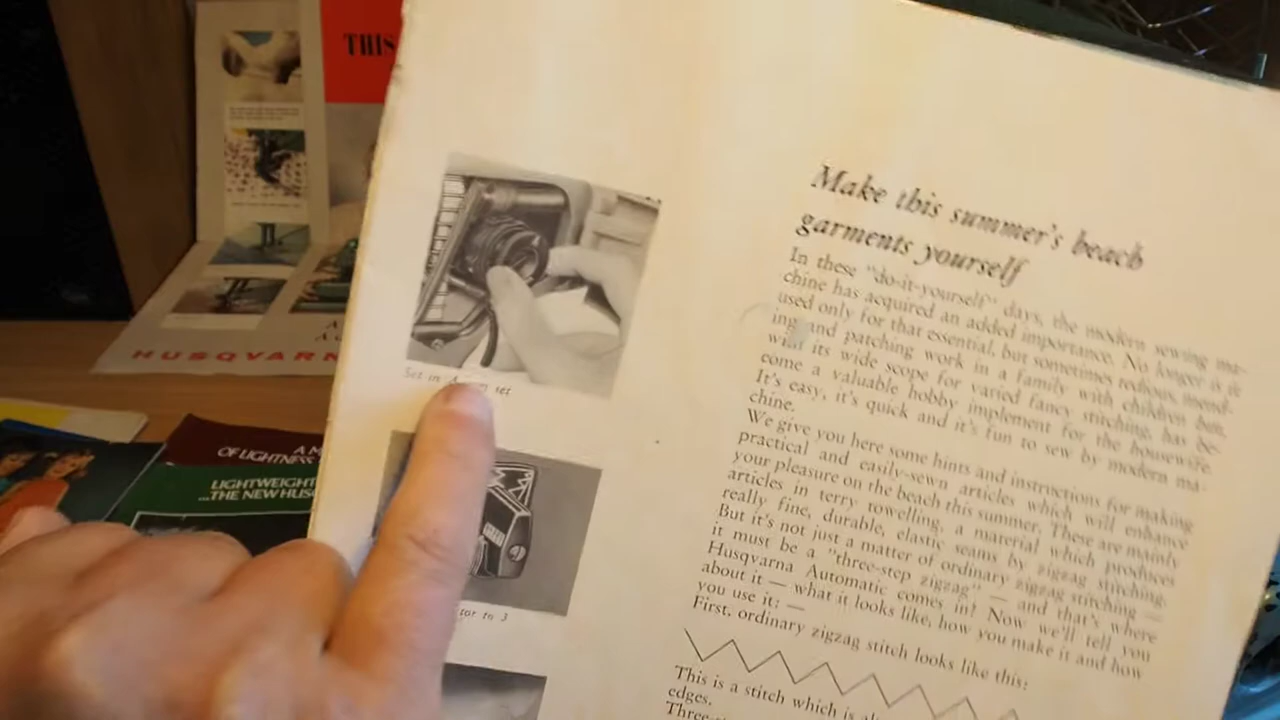 THIS
HUSQVARN
OF LIGHTNESS
LIGHTWEIGHT
...THE NEW HUS
Set in A set
tor to 3
Make this summer's beach
garments yourself
In these "do-it-yourself" days, the modern sewing ma-
chine has acquired an added importance. No longer is it
used only for that essential, but sometimes tedious, mend-
ing and patching work in a family with children but,
with its wide scope for varied fancy stitching, has be-
come a valuable hobby implement for the housewife.
It's easy, it's quick and it's fun to sew by modern ma-
chine.
We give you here some hints and instructions for making
practical and easily-sewn articles which will enhance
your pleasure on the beach this summer. These are mainly
articles in terry towelling, a material which produces
really fine, durable, elastic seams by zigzag stitching.
But it's not just a matter of ordinary zigzag stitching —
it must be a "three-step zigzag" — and that's where
Husqvarna Automatic comes in! Now we'll tell you
about it — what it looks like, how you make it and how
you use it: —
First, ordinary zigzag stitch looks like this:
This is a stitch which is al
edges.
Three